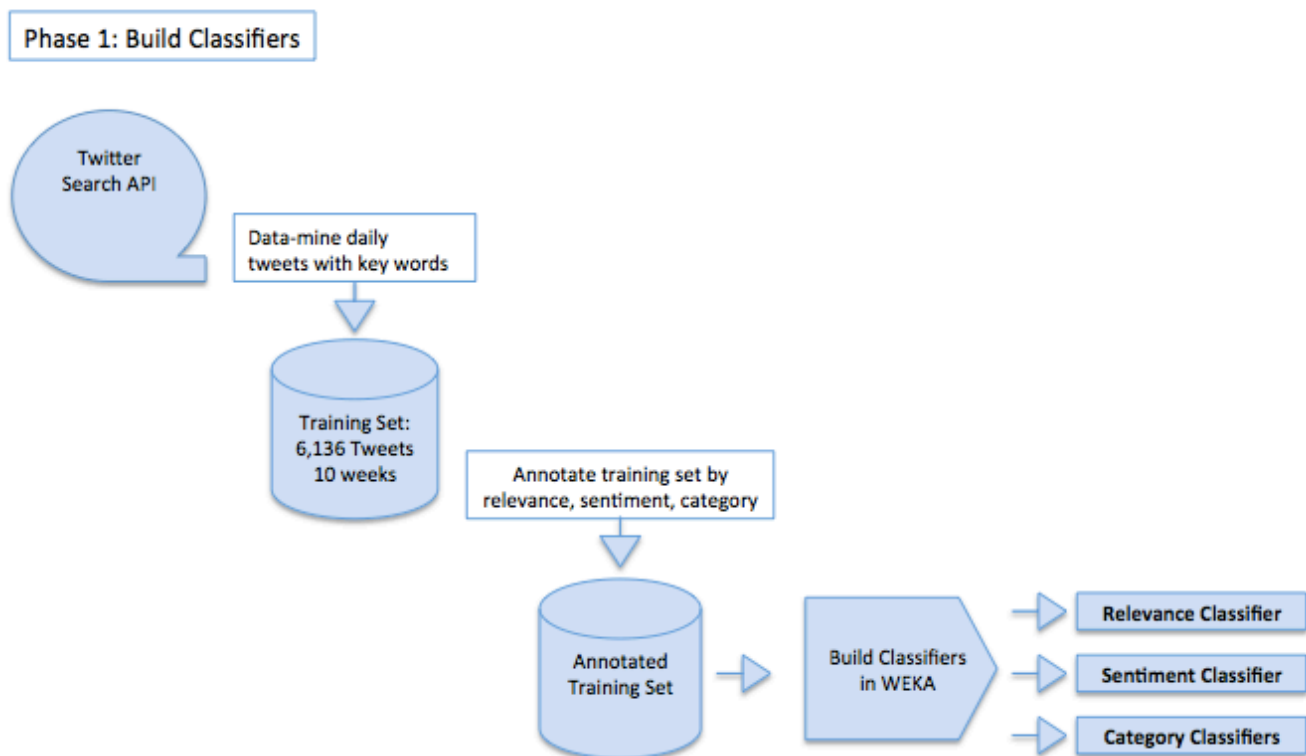 Phase 1: Build Classifiers
Twitter
Search API
Data-mine daily
tweets with key words
Training Set:
6,136 Tweets
10 weeks
Annotate training set by
relevance, sentiment, category
Annotated
Training Set
Build Classifiers
in WEKA
Relevance Classifier
Sentiment Classifier
Category Classifiers